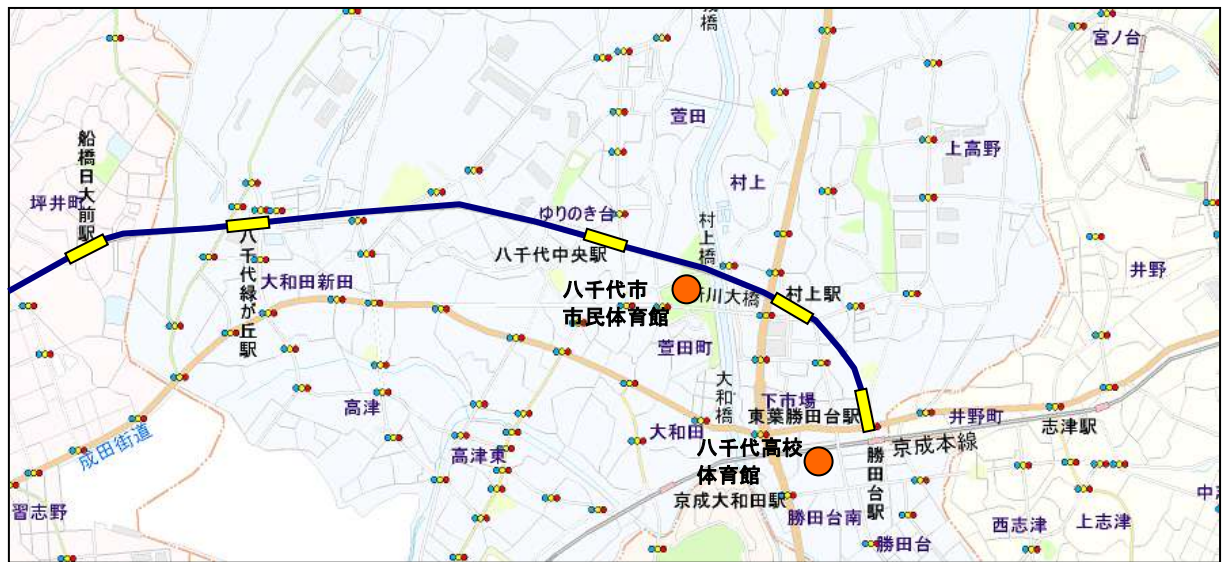 宮ノ台
萱田
船橋日大前駅
上高野
村上
坪井町
ゆりのき台
村上橋
八千代緑が丘駅
八千代中央駅
井野
大和田新田
八千代市
市民体育館
川大橋
村上駅
萱田町
大和橋
高津
下市場
東葉勝田台駅
井野町
志津駅
成田街道
大和田
八千代高校
体育館
京成本線
高津東
勝田台駅
京成大和田駅
習志野
勝田台南
西志津
上志津
勝田台